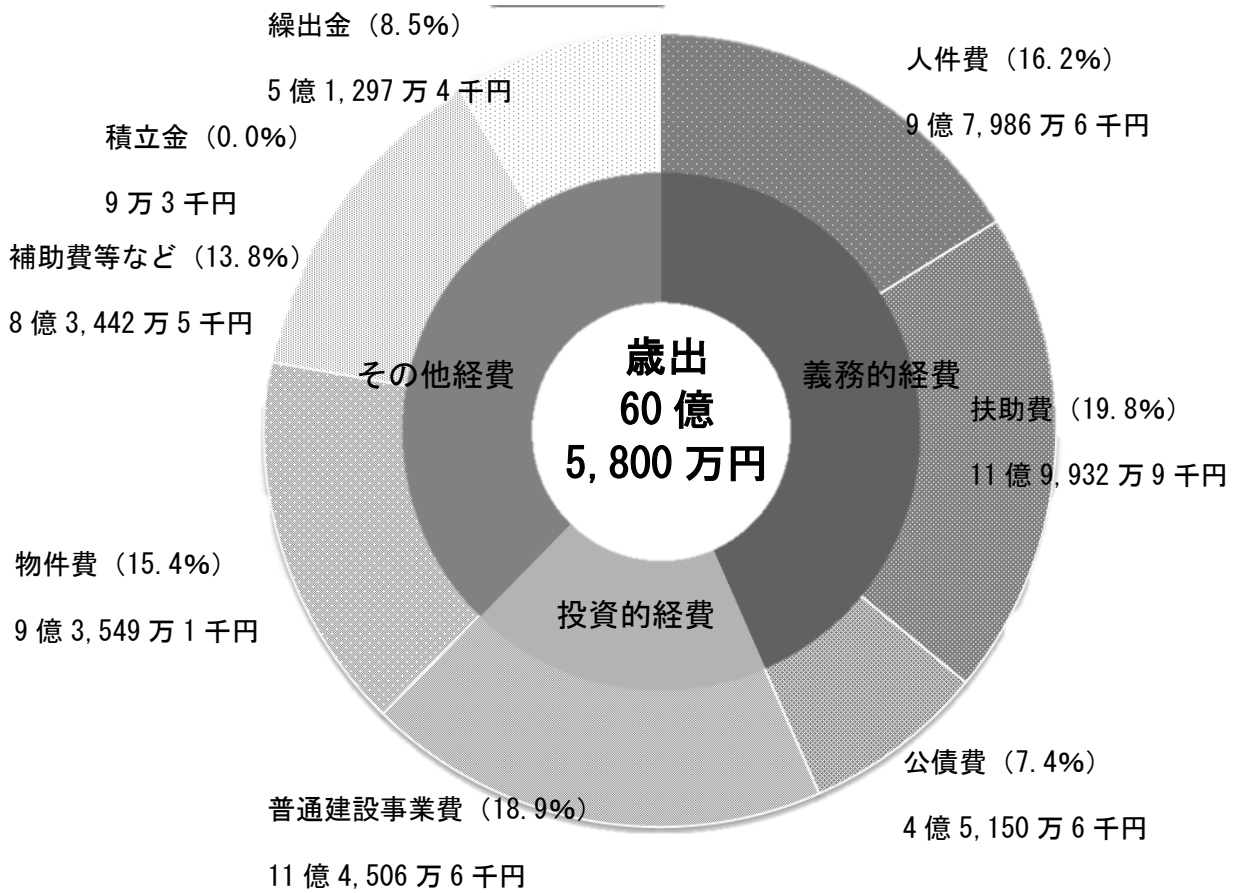 繰出金（8.5%）
5億1,297万4千円
人件費（16.2%）
9億7,986万6千円
積立金（0.0%）
9万3千円
補助費等など（13.8%）
8億3,442万5千円
歳出
60億
5,800万円
その他経費
義務的経費
扶助費（19.8%）
11億9,932万9千円
物件費（15.4%）
9億3,549万1千円
投資的経費
公債費（7.4%）
4億5,150万6千円
普通建設事業費（18.9%）
11億4,506万6千円